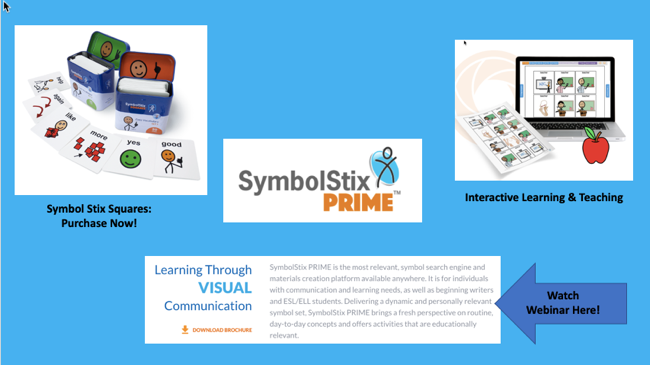 help
again
like
more
yes
good
SymbolStix
Symbol Stix Squares:
Purchase Now!
SymbolStix
PRIME™
Interactive Learning & Teaching
Learning Through
VISUAL
Communication
DOWNLOAD BROCHURE
SymbolStix PRIME is the most relevant, symbol search engine and
materials creation platform available anywhere. It is for individuals
with communication and learning needs, as well as beginning writers
and ESL/ELL students. Delivering a dynamic and personally relevant
symbol set. SymbolStix PRIME brings a fresh perspective on routine,
day-to-day concepts and offers activities that are educationally
relevant.
Watch
Webinar Here!